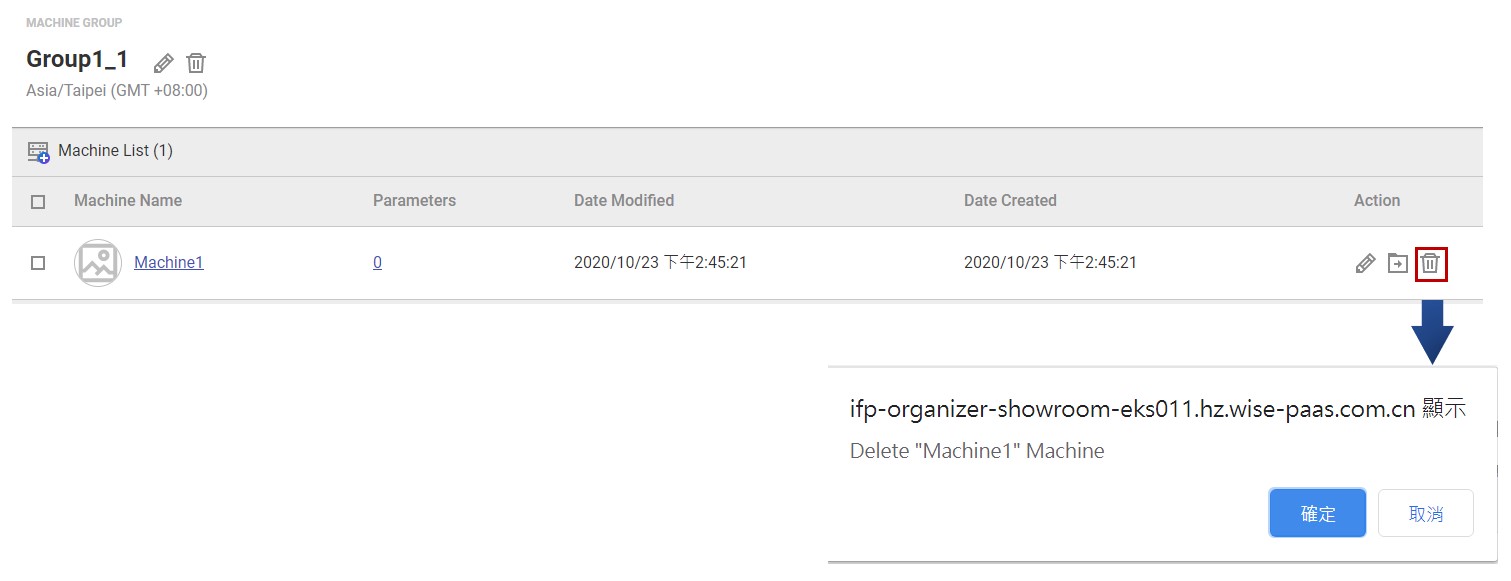 MACHINE GROUP
Group1_1
Asia/Taipei (GMT +08:00)
Machine List (1)
Machine Name Parameters Date Modified Date Created Action
Machine1 0 2020/10/23 下午2:45:21 2020/10/23 下午2:45:21
ifp-organizer-showroom-eks011.hz.wise-paas.com.cn 顯示
Delete "Machine1" Machine
確定 取消